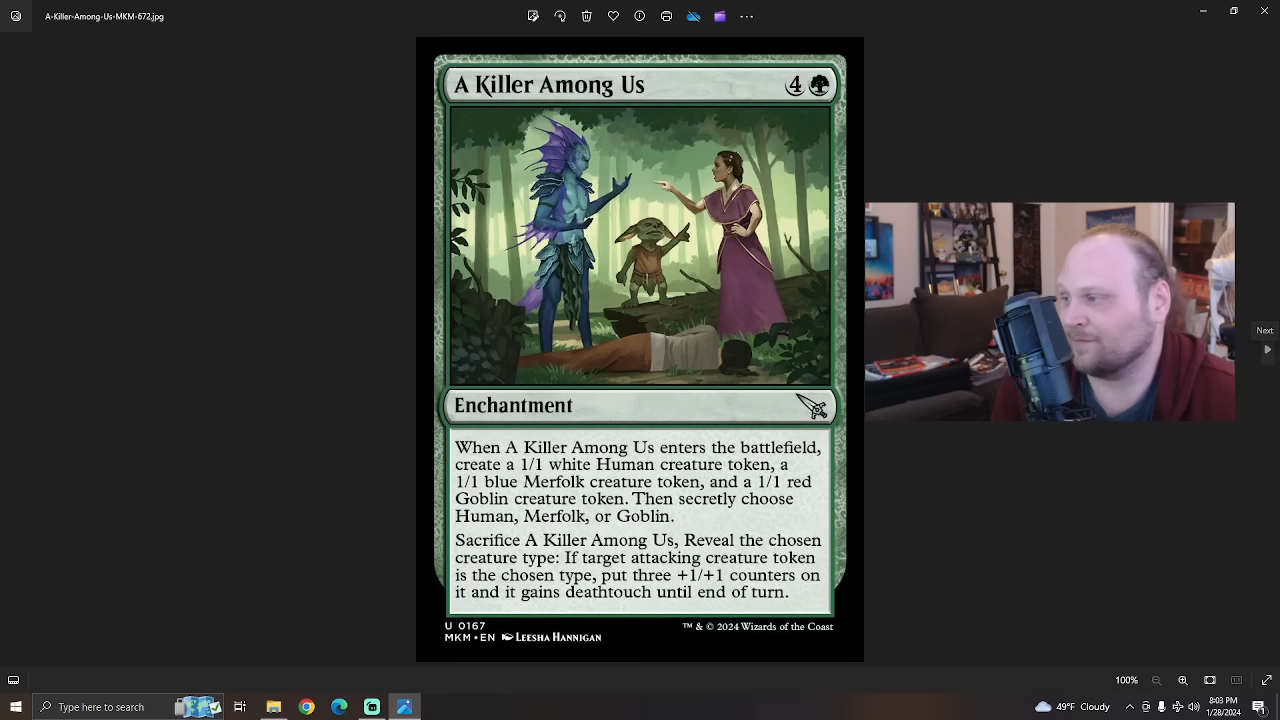 A-Killer-Among-Us-MKM-672.jpg
A Killer Among Us 4
Enchantment
When A Killer Among Us enters the battlefield,
create a 1/1 white Human creature token, a
1/1 blue Merfolk creature token, and a 1/1 red
Goblin creature token. Then secretly choose
Human, Merfolk, or Goblin.
Sacrifice A Killer Among Us, Reveal the chosen
creature type: If target attacking creature token
is the chosen type, put three +1/+1 counters on
it and it gains deathtouch until end of turn.
U 0167
MKM • EN LEESHA HANNIGAN
™ & © 2024 Wizards of the Coast
Next
100%
Type here to search
49°F
8:03 PM
1/28/2024